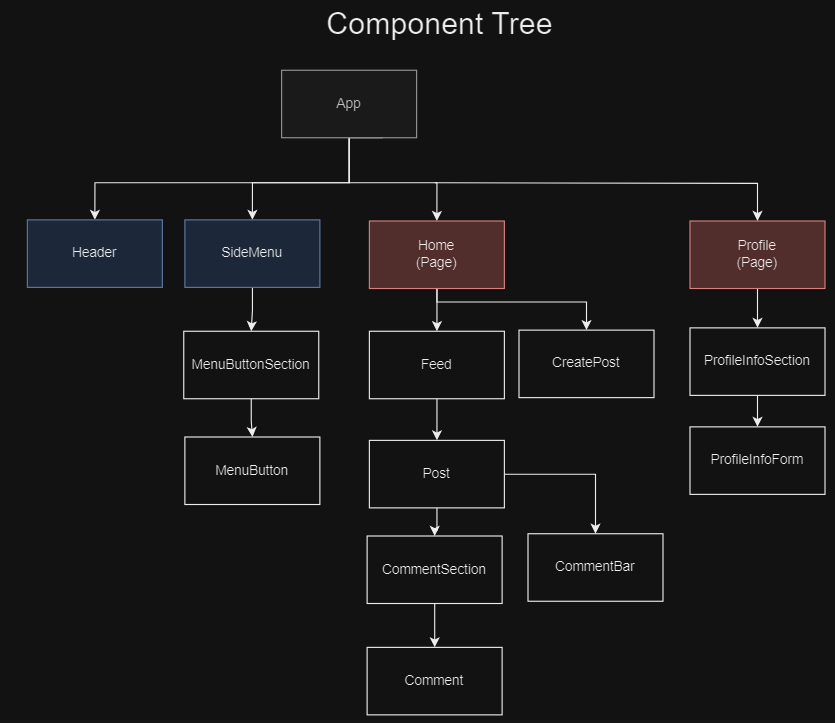 Component Tree
App
Header
SideMenu
Home
(Page)
Profile
(Page)
MenuButtonSection
Feed
CreatePost
ProfileInfoSection
MenuButton
Post
ProfileInfoForm
CommentSection
CommentBar
Comment